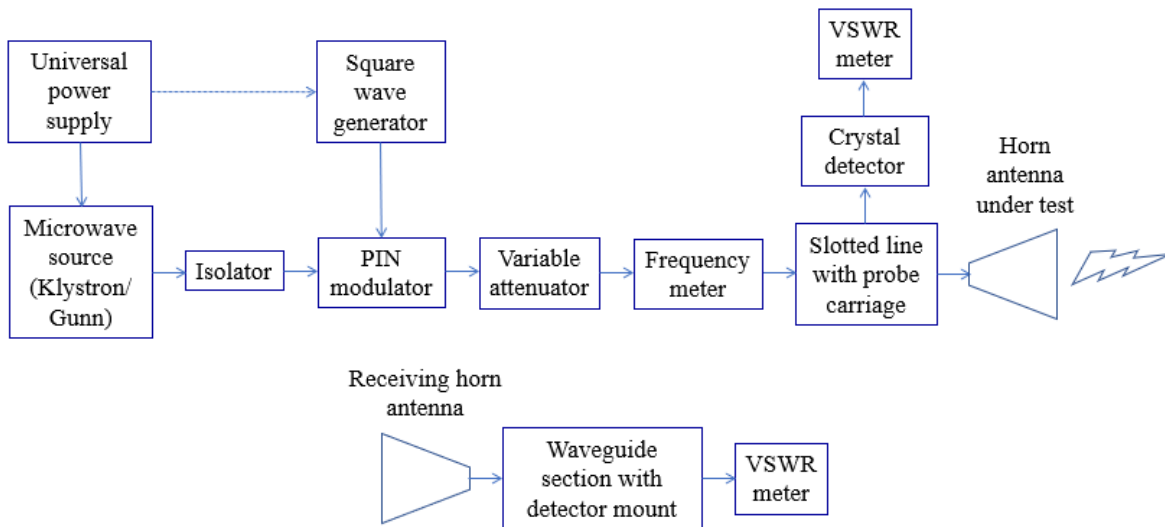 Universal
power
supply
Square
wave
generator
VSWR
meter
Crystal
detector
Horn
antenna
under test
Microwave
source
(Klystron/
Gunn)
Isolator
PIN
modulator
Variable
attenuator
Frequency
meter
Slotted line
with probe
carriage
Receiving horn
antenna
Waveguide
section with
detector mount
VSWR
meter